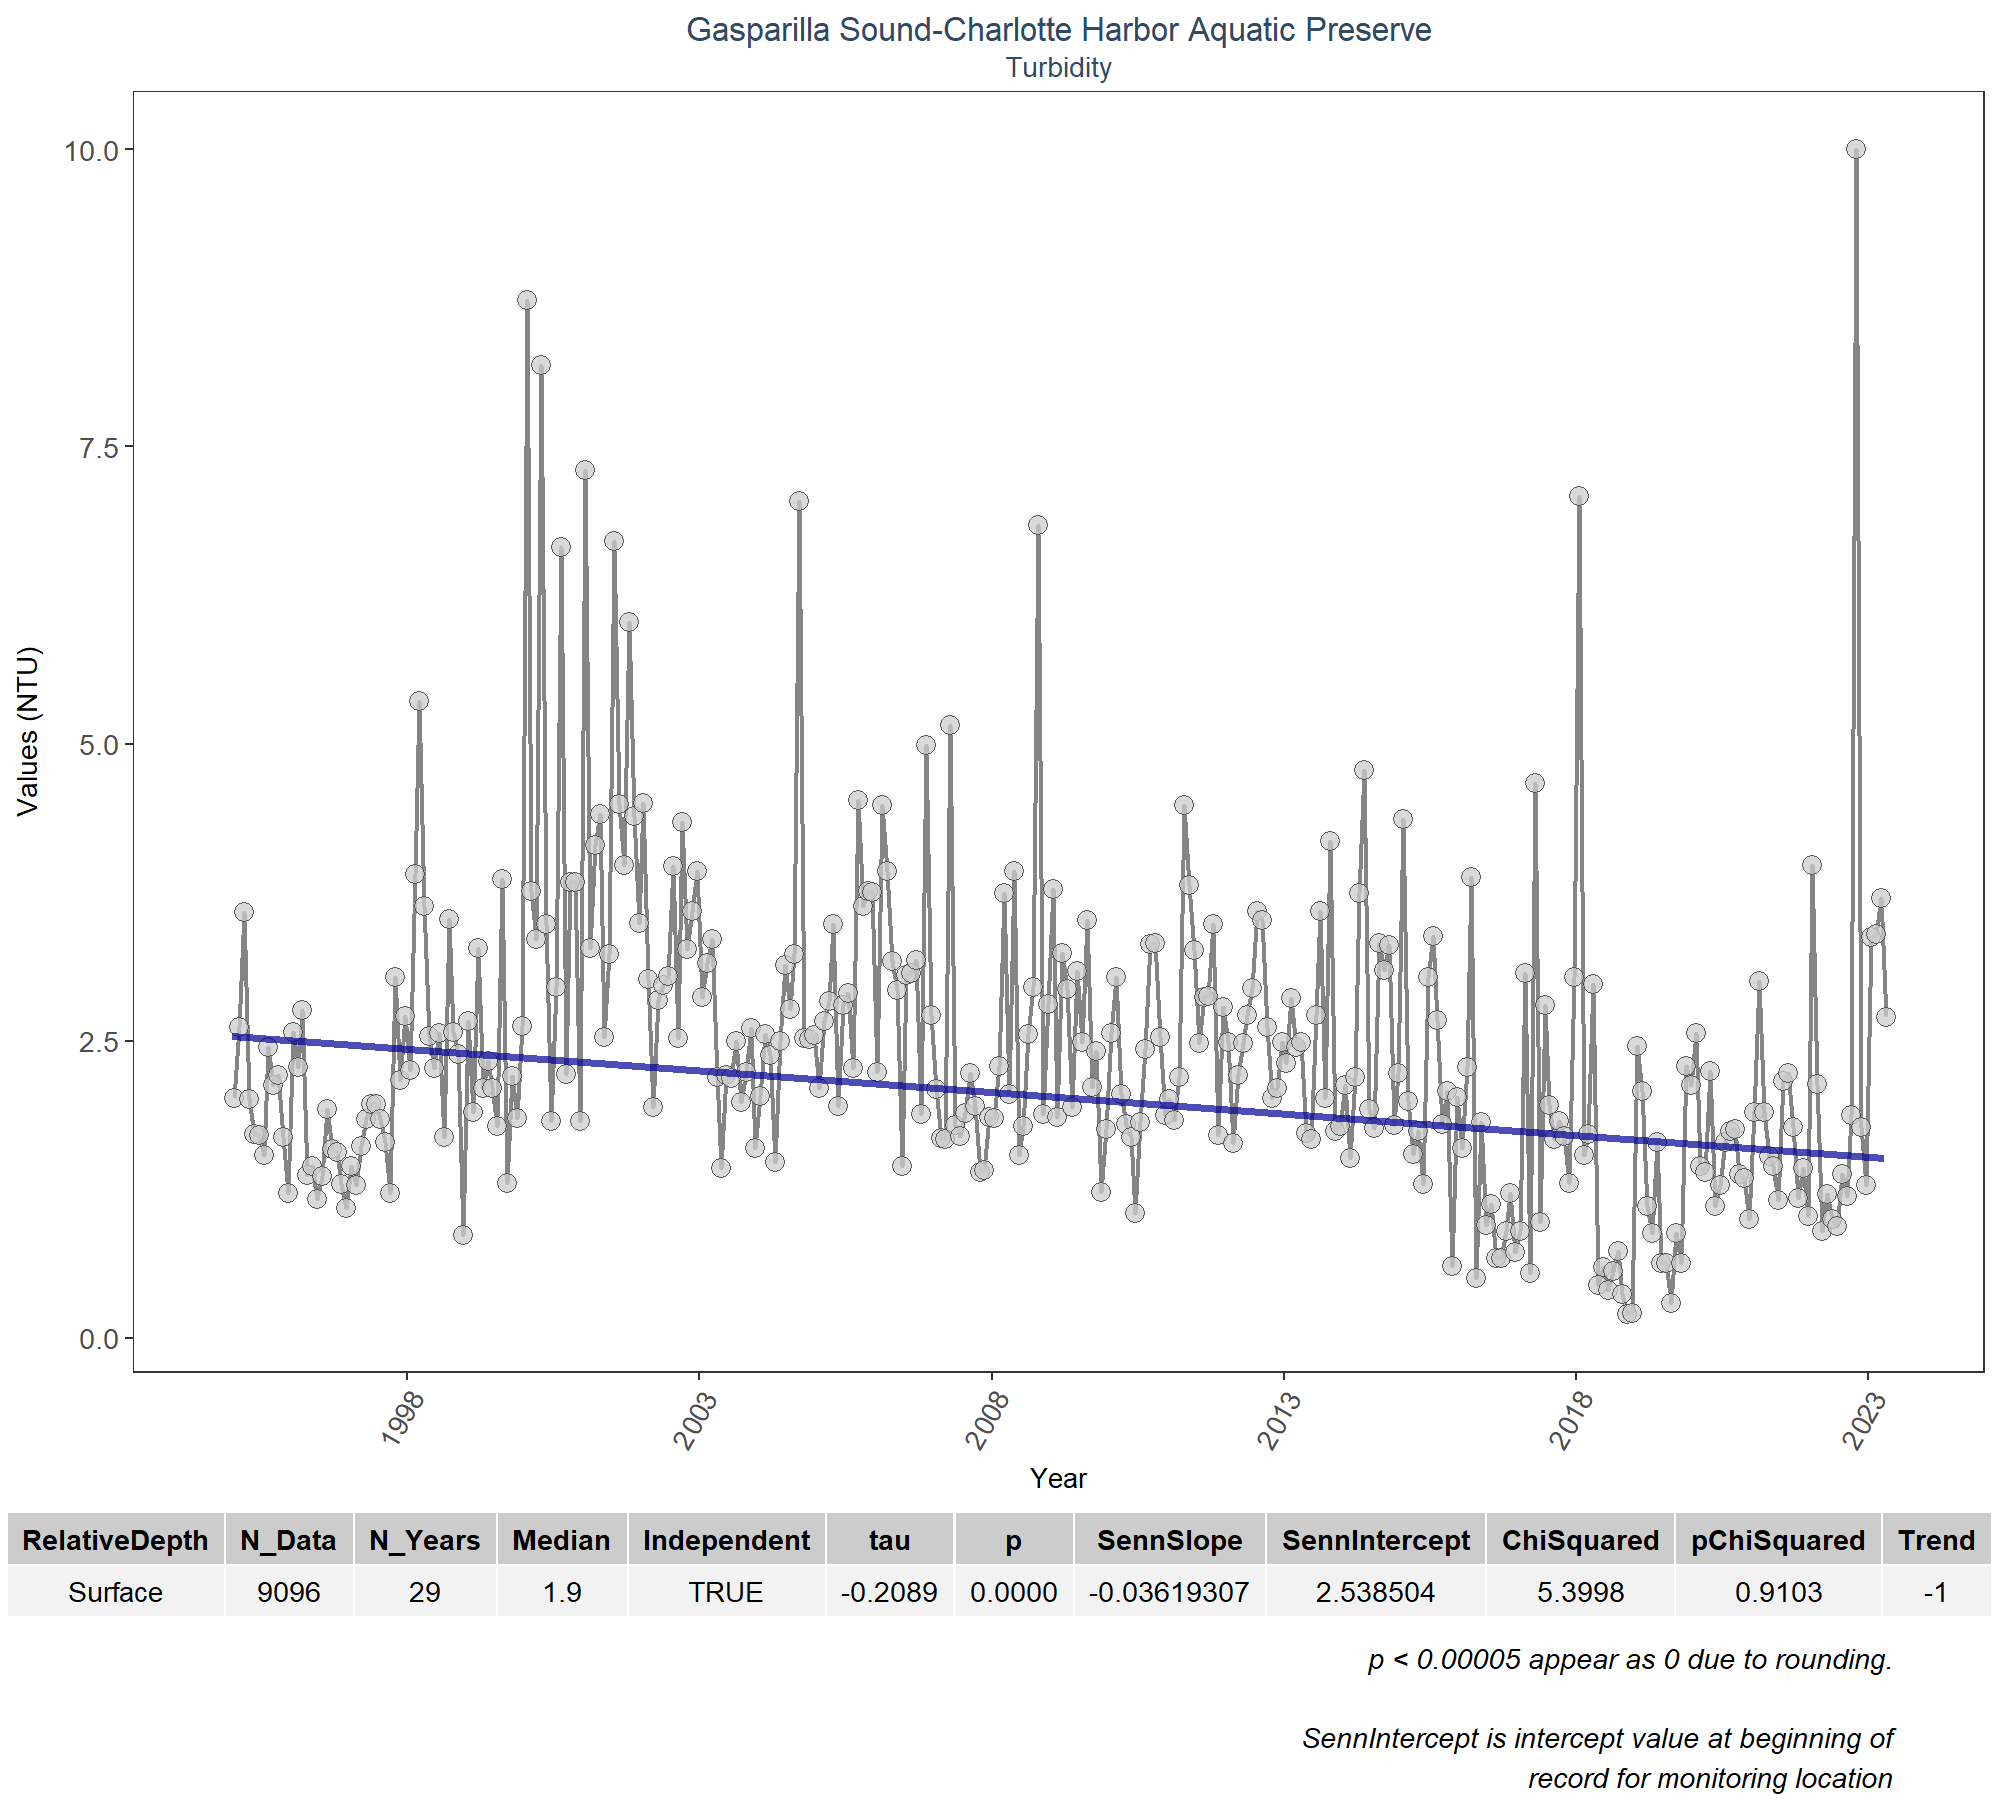 Gasparilla Sound-Charlotte Harbor Aquatic Preserve
Turbidity
10.0
7.5
5.0
2.5
0.0
Values (NTU)
1998 2003 2008 2013 2018 2023
Year
RelativeDepth N_Data N_Years Median Independent tau p SennSlope SennIntercept ChiSquared pChiSquared Trend
Surface 9096 29 1.9 TRUE -0.2089 0.0000 -0.03619307 2.538504 5.3998 0.9103 -1
p < 0.00005 appear as 0 due to rounding.
SennIntercept is intercept value at beginning of
record for monitoring location